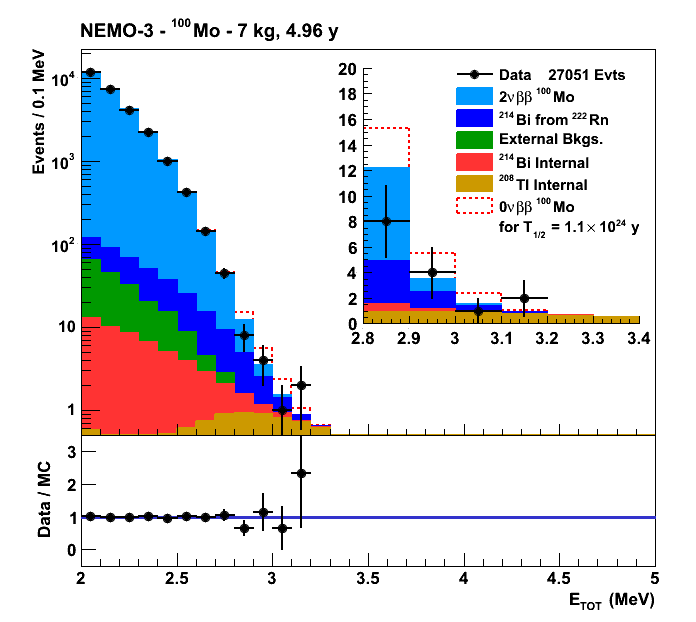 NEMO-3 - ¹⁰⁰Mo - 7 kg, 4.96 y
Events / 0.1 MeV
10⁴
10³
10²
10
1
20
18
16
14
12
10
8
6
4
2
0
2.8 2.9 3 3.1 3.2 3.3 3.4
Data 27051 Evts
2νββ ¹⁰⁰Mo
²¹⁴Bi from ²²²Rn
External Bkgs.
²¹⁴Bi Internal
²⁰⁸Tl Internal
0νββ ¹⁰⁰Mo
for T₁/₂ = 1.1 × 10²⁴ y
Data / MC
3
2
1
0
2 2.5 3 3.5 4 4.5 5
E_TOT (MeV)